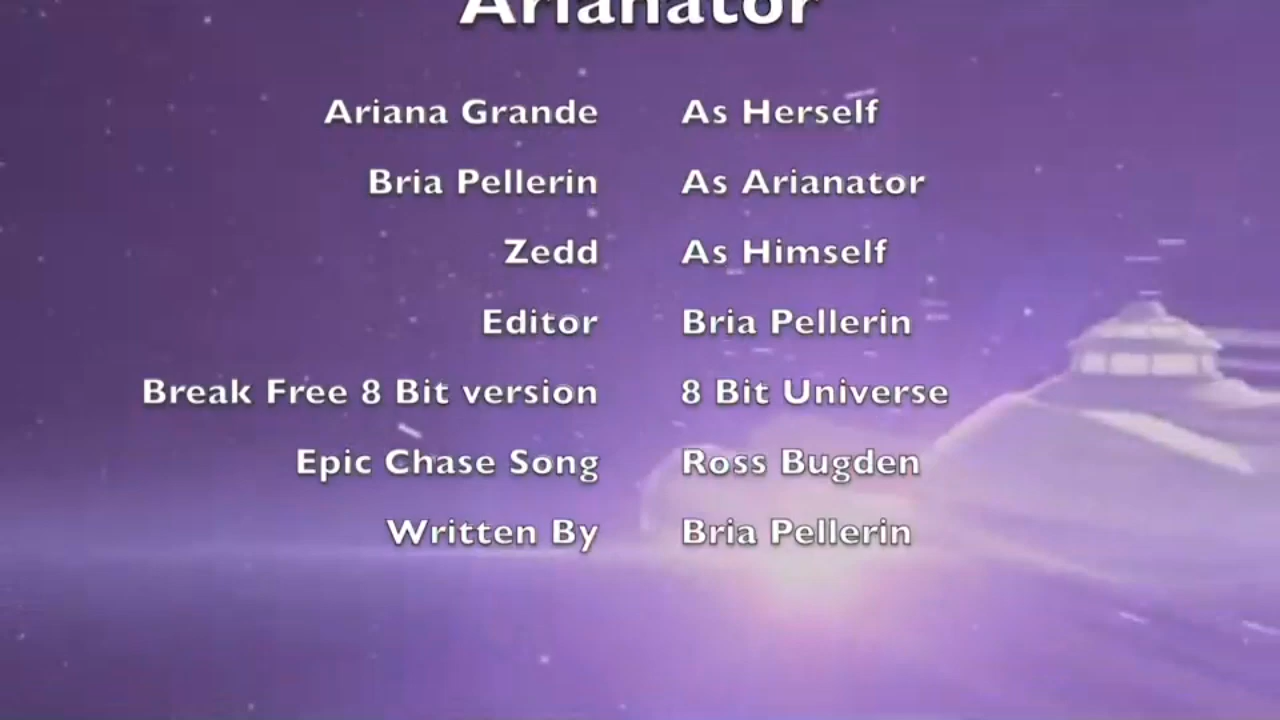 Arianator
Ariana Grande As Herself
Bria Pellerin As Arianator
Zedd As Himself
Editor Bria Pellerin
Break Free 8 Bit version 8 Bit Universe
Epic Chase Song Ross Bugden
Written By Bria Pellerin